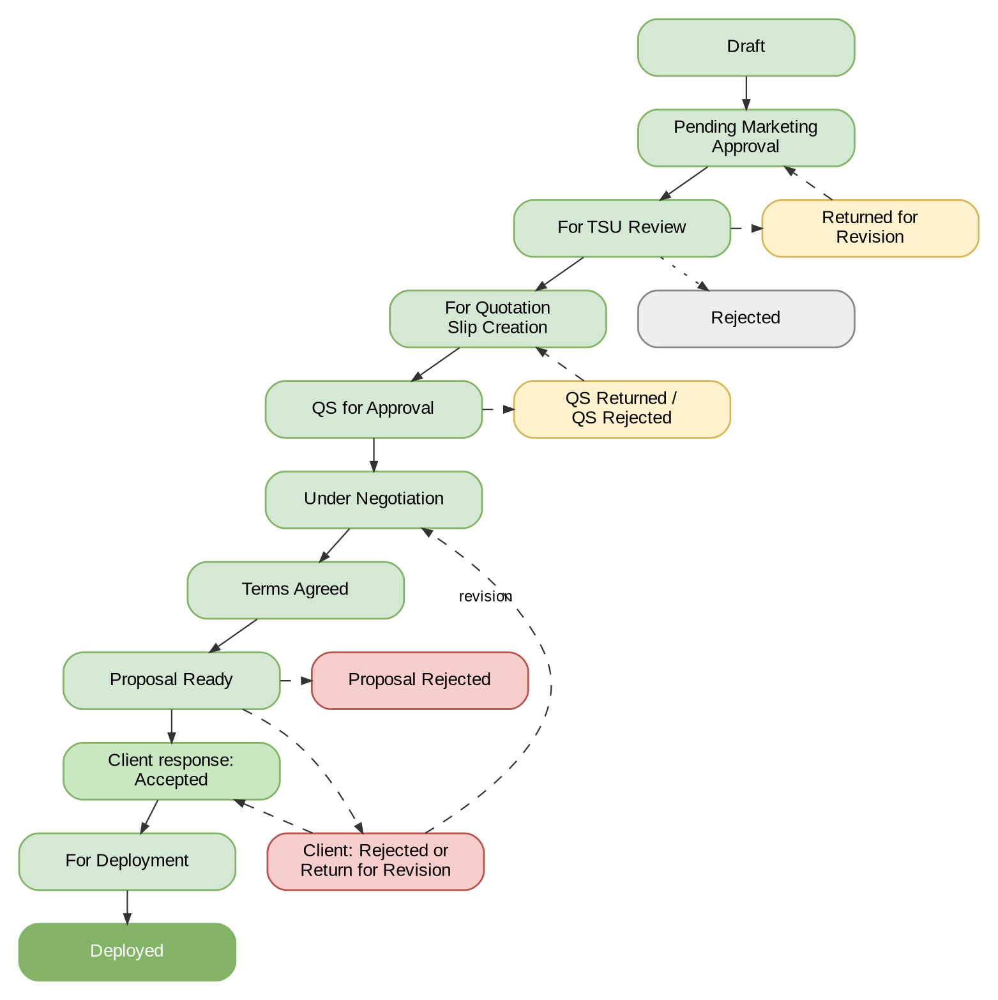 Draft
Pending Marketing
Approval
For TSU Review
Returned for
Revision
For Quotation
Slip Creation
Rejected
QS for Approval
QS Returned /
QS Rejected
Under Negotiation
Terms Agreed
revision
Proposal Ready
Proposal Rejected
Client response:
Accepted
For Deployment
Client: Rejected or
Return for Revision
Deployed